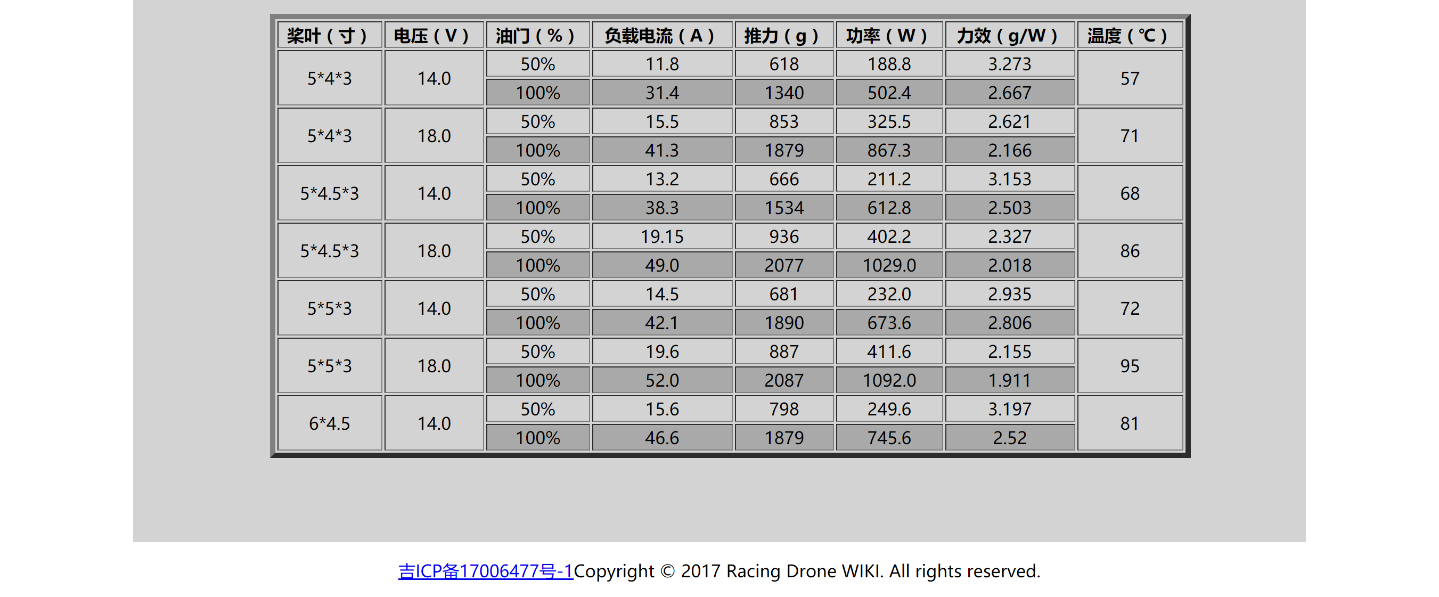 桨叶（寸） 电压（V） 油门（%） 负载电流（A） 推力（g） 功率（W） 力效（g/W） 温度（℃）
5*4*3 14.0 50% 11.8 618 188.8 3.273 57
100% 31.4 1340 502.4 2.667
5*4*3 18.0 50% 15.5 853 325.5 2.621 71
100% 41.3 1879 867.3 2.166
5*4.5*3 14.0 50% 13.2 666 211.2 3.153 68
100% 38.3 1534 612.8 2.503
5*4.5*3 18.0 50% 19.15 936 402.2 2.327 86
100% 49.0 2077 1029.0 2.018
5*5*3 14.0 50% 14.5 681 232.0 2.935 72
100% 42.1 1890 673.6 2.806
5*5*3 18.0 50% 19.6 887 411.6 2.155 95
100% 52.0 2087 1092.0 1.911
6*4.5 14.0 50% 15.6 798 249.6 3.197 81
100% 46.6 1879 745.6 2.52
吉ICP备17006477号-1Copyright © 2017 Racing Drone WIKI. All rights reserved.